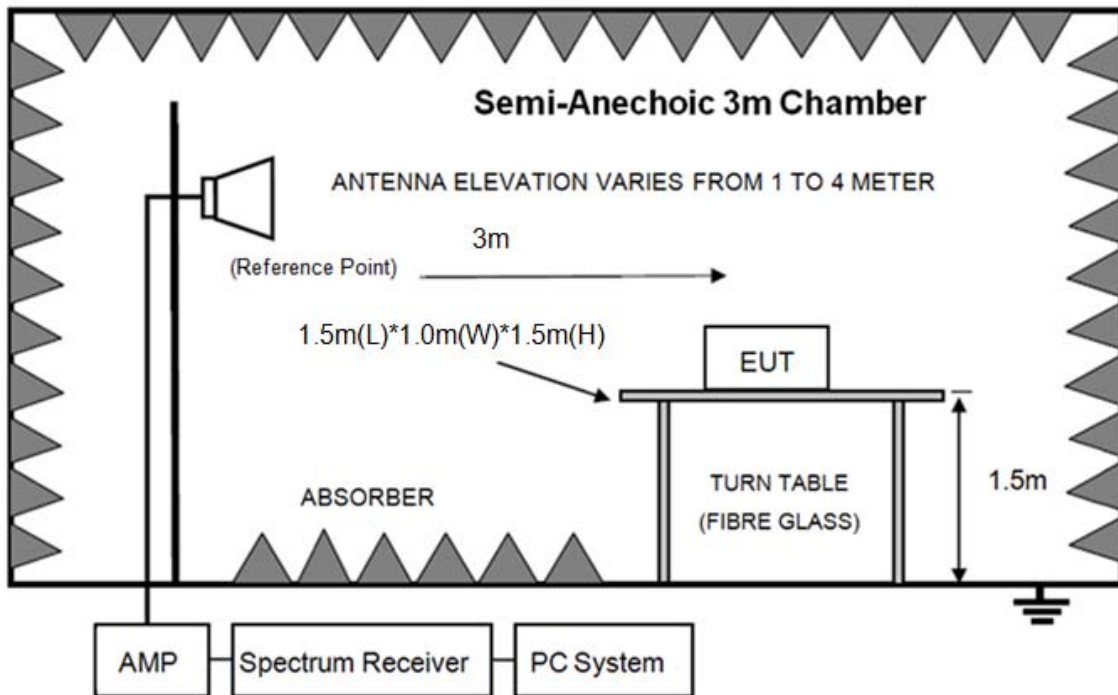 Semi-Anechoic 3m Chamber
ANTENNA ELEVATION VARIES FROM 1 TO 4 METER
3m
(Reference Point)
1.5m(L)*1.0m(W)*1.5m(H)
EUT
TURN TABLE
(FIBRE GLASS)
1.5m
ABSORBER
AMP
Spectrum Receiver
PC System